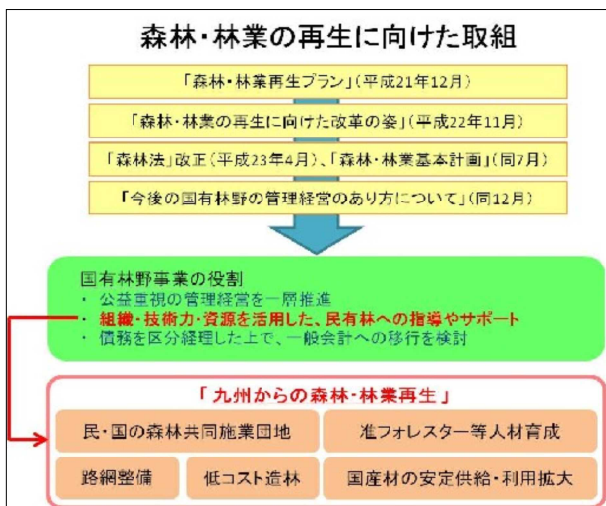 森林・林業の再生に向けた取組
「森林・林業再生プラン」(平成21年12月)
「森林・林業の再生に向けた改革の姿」(平成22年11月)
「森林法」改正(平成23年4月)、「森林・林業基本計画」(同7月)
「今後の国有林野の管理経営のあり方について」(同12月)
国有林野事業の役割
・ 公益重視の管理経営を一層推進
・ 組織・技術力・資源を活用した、民有林への指導やサポート
・ 債務を区分経理した上で、一般会計への移行を検討
「九州からの森林・林業再生」
民・国の森林共同施業団地
准フォレスター等人材育成
路網整備
低コスト造林
国産材の安定供給・利用拡大